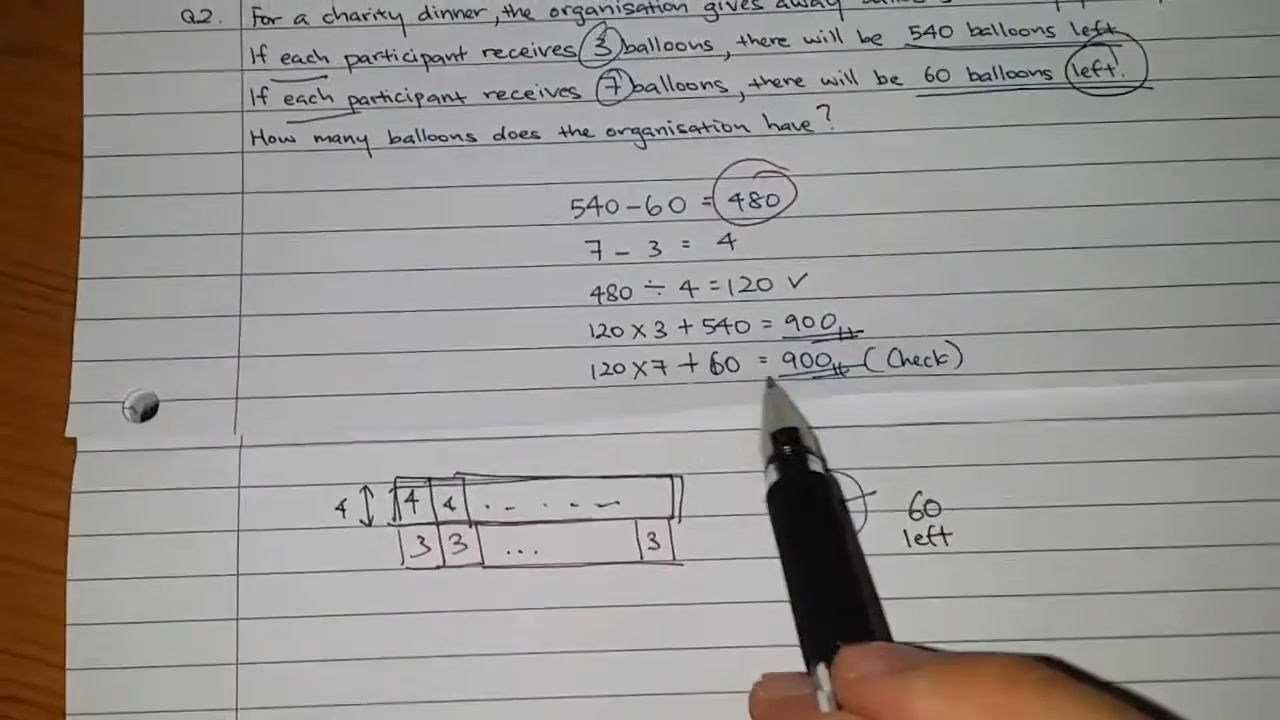 Q2. For a charity dinner, the organisation gives away
If each participant receives 3 balloons, there will be 540 balloons left
If each participant receives 7 balloons, there will be 60 balloons left.
How many balloons does the organisation have?
540 - 60 = 480
7 - 3 = 4
480 ÷ 4 = 120 ✓
120 x 3 + 540 = 900
120 x 7 + 60 = 900 (Check)
4 4 4 . - . . - 60
left
3 3 ... 3